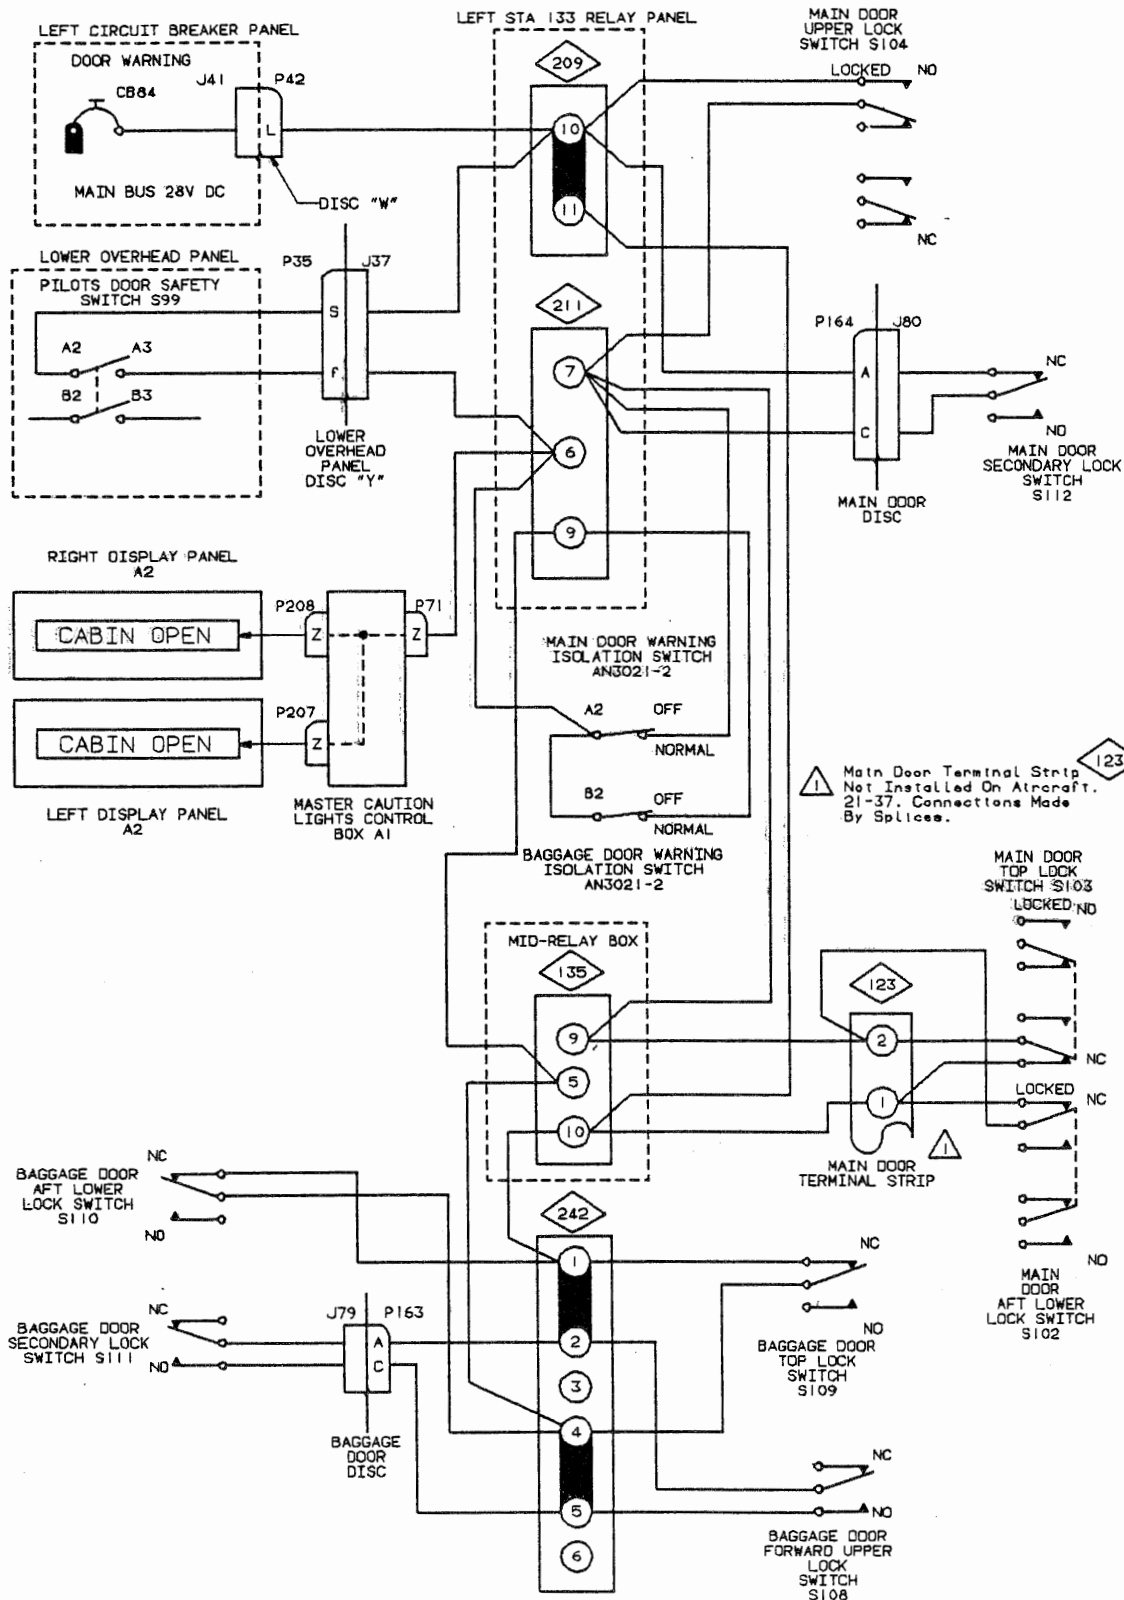 LEFT CIRCUIT BREAKER PANEL
DOOR WARNING
CB84
J41
P42
L
MAIN BUS 28V DC
DISC "W"
LEFT STA 133 RELAY PANEL
209
10
11
MAIN DOOR
UPPER LOCK
SWITCH S104
LOCKED
NO
NC
LOWER OVERHEAD PANEL
PILOTS DOOR SAFETY
SWITCH S99
A2
A3
B2
B3
P35
J37
S
f
LOWER
OVERHEAD
PANEL
DISC "Y"
211
7
6
9
P164
J80
A
C
MAIN DOOR
DISC
NC
NO
MAIN DOOR
SECONDARY LOCK
SWITCH
S112
RIGHT DISPLAY PANEL
A2
CABIN OPEN
P208
P71
Z
Z
CABIN OPEN
P207
Z
LEFT DISPLAY PANEL
A2
MASTER CAUTION
LIGHTS CONTROL
BOX A1
MAIN DOOR WARNING
ISOLATION SWITCH
AN3021-2
A2
OFF
NORMAL
B2
OFF
NORMAL
BAGGAGE DOOR WARNING
ISOLATION SWITCH
AN3021-2
1
Main Door Terminal Strip
123
Not Installed On Aircraft.
21-37. Connections Made
By Splices.
MAIN DOOR
TOP LOCK
SWITCH S103
LOCKED
NO
NC
MID-RELAY BOX
135
9
5
10
123
2
1
1
MAIN DOOR
TERMINAL STRIP
LOCKED
NC
NO
MAIN
DOOR
AFT LOWER
LOCK SWITCH
S102
BAGGAGE DOOR
AFT LOWER
LOCK SWITCH
S110
NC
NO
BAGGAGE DOOR
SECONDARY LOCK
SWITCH S111
NC
NO
J79
P163
A
C
BAGGAGE
DOOR
DISC
242
1
2
3
4
5
6
NC
NO
BAGGAGE DOOR
TOP LOCK
SWITCH
S109
NC
NO
BAGGAGE DOOR
FORWARD UPPER
LOCK
SWITCH
S108